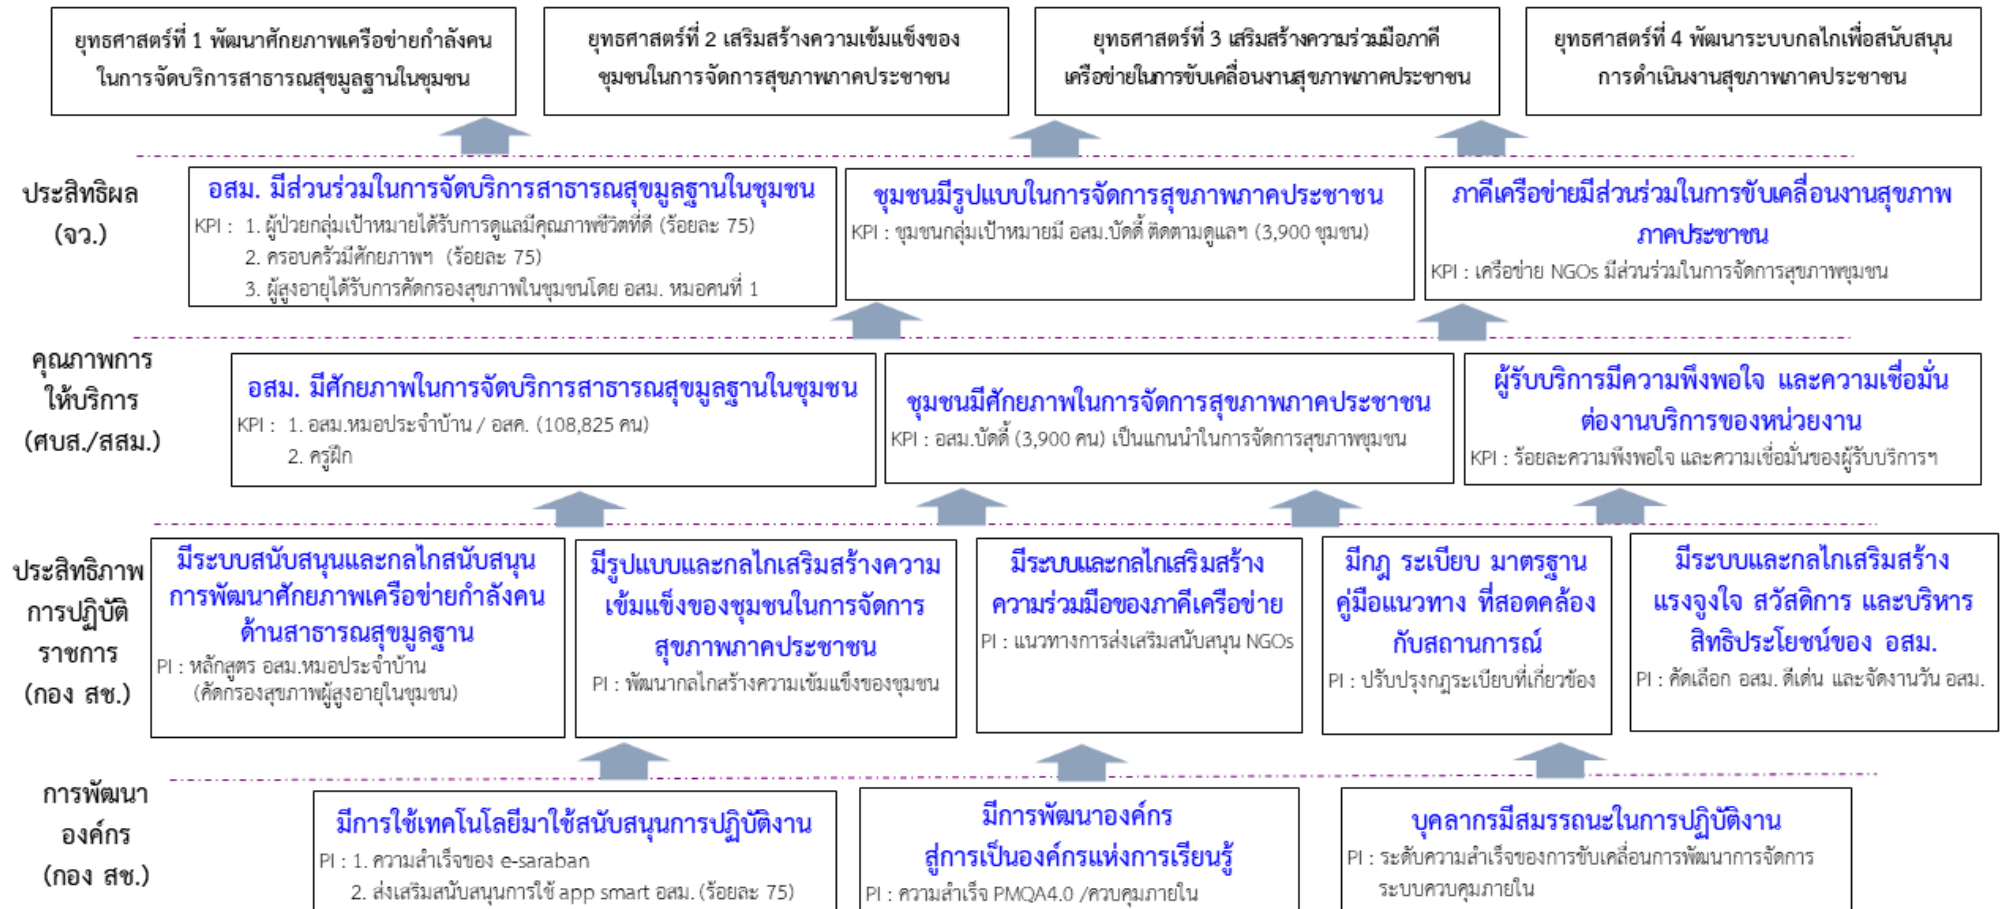 ยุทธศาสตร์ที่ 1 พัฒนาศักยภาพเครือข่ายกำลังคน
ในการจัดบริการสาธารณสุขมูลฐานในชุมชน
ยุทธศาสตร์ที่ 2 เสริมสร้างความเข้มแข็งของ
ชุมชนในการจัดการสุขภาพภาคประชาชน
ยุทธศาสตร์ที่ 3 เสริมสร้างความร่วมมือภาคี
เครือข่ายในการขับเคลื่อนงานสุขภาพภาคประชาชน
ยุทธศาสตร์ที่ 4 พัฒนาระบบกลไกเพื่อสนับสนุน
การดำเนินงานสุขภาพภาคประชาชน
ประสิทธิผล
(จว.)
อสม. มีส่วนร่วมในการจัดบริการสาธารณสุขมูลฐานในชุมชน
KPI : 1. ผู้ป่วยกลุ่มเป้าหมายได้รับการดูแลมีคุณภาพชีวิตที่ดี (ร้อยละ 75)
2. ครอบครัวมีศักยภาพฯ (ร้อยละ 75)
3. ผู้สูงอายุได้รับการคัดกรองสุขภาพในชุมชนโดย อสม. หมอคนที่ 1
ชุมชนมีรูปแบบในการจัดการสุขภาพภาคประชาชน
KPI : ชุมชนกลุ่มเป้าหมายมี อสม.บัดดี้ ติดตามดูแลฯ (3,900 ชุมชน)
ภาคีเครือข่ายมีส่วนร่วมในการขับเคลื่อนงานสุขภาพ
ภาคประชาชน
KPI : เครือข่าย NGOs มีส่วนร่วมในการจัดการสุขภาพชุมชน
คุณภาพการ
ให้บริการ
(ศบส./สสม.)
อสม. มีศักยภาพในการจัดบริการสาธารณสุขมูลฐานในชุมชน
KPI : 1. อสม.หมอประจำบ้าน / อสค. (108,825 คน)
2. ครูฝึก
ชุมชนมีศักยภาพในการจัดการสุขภาพภาคประชาชน
KPI : อสม.บัดดี้ (3,900 คน) เป็นแกนนำในการจัดการสุขภาพชุมชน
ผู้รับบริการมีความพึงพอใจ และความเชื่อมั่น
ต่องานบริการของหน่วยงาน
KPI : ร้อยละความพึงพอใจ และความเชื่อมั่นของผู้รับบริการฯ
ประสิทธิภาพ
การปฏิบัติ
ราชการ
(กอง สช.)
มีระบบสนับสนุนและกลไกสนับสนุน
การพัฒนาศักยภาพเครือข่ายกำลังคน
ด้านสาธารณสุขมูลฐาน
PI : หลักสูตร อสม.หมอประจำบ้าน
(คัดกรองสุขภาพผู้สูงอายุในชุมชน)
มีรูปแบบและกลไกเสริมสร้างความ
เข้มแข็งของชุมชนในการจัดการ
สุขภาพภาคประชาชน
PI : พัฒนากลไกสร้างความเข้มแข็งของชุมชน
มีระบบและกลไกเสริมสร้าง
ความร่วมมือของภาคีเครือข่าย
PI : แนวทางการส่งเสริมสนับสนุน NGOs
มีกฎ ระเบียบ มาตรฐาน
คู่มือแนวทาง ที่สอดคล้อง
กับสถานการณ์
PI : ปรับปรุงกฎระเบียบที่เกี่ยวข้อง
มีระบบและกลไกเสริมสร้าง
แรงจูงใจ สวัสดิการ และบริหาร
สิทธิประโยชน์ของ อสม.
PI : คัดเลือก อสม. ดีเด่น และจัดงานวัน อสม.
การพัฒนา
องค์กร
(กอง สช.)
มีการใช้เทคโนโลยีมาใช้สนับสนุนการปฏิบัติงาน
PI : 1. ความสำเร็จของ e-saraban
2. ส่งเสริมสนับสนุนการใช้ app smart อสม. (ร้อยละ 75)
มีการพัฒนาองค์กร
สู่การเป็นองค์กรแห่งการเรียนรู้
PI : ความสำเร็จ PMQA4.0 /ควบคุมภายใน
บุคลากรมีสมรรถนะในการปฏิบัติงาน
PI : ระดับความสำเร็จของการขับเคลื่อนการพัฒนาการจัดการ
ระบบควบคุมภายใน